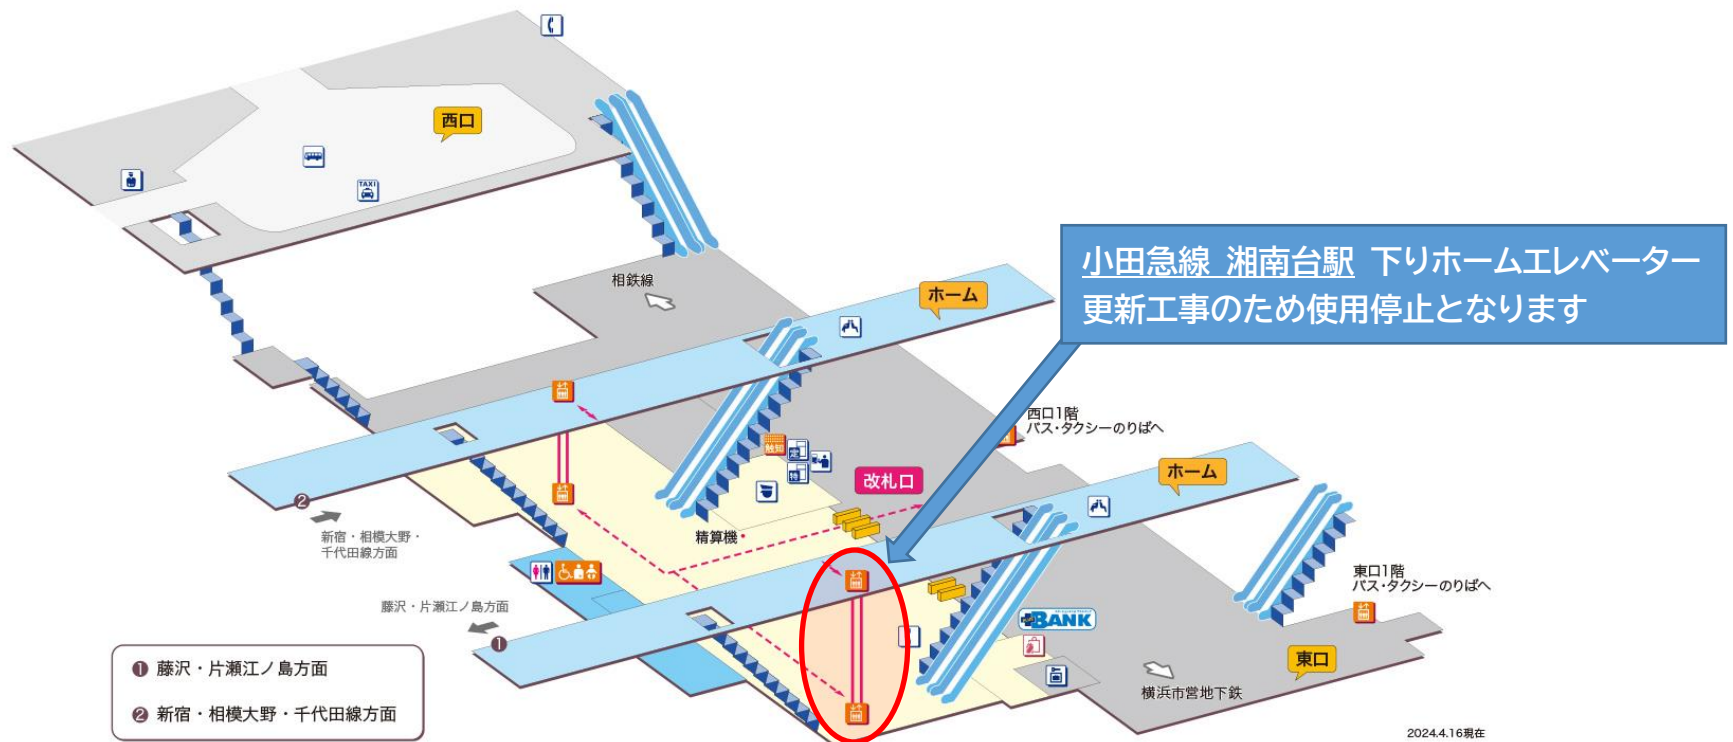 西口
TAXI
相鉄線
ホーム
小田急線 湘南台駅 下りホームエレベーター
更新工事のため使用停止となります
西口1階
バス・タクシーのりばへ
触知
定
特
改札口
ホーム
精算機
❷
新宿・相模大野・
千代田線方面
藤沢・片瀬江ノ島方面
❶
東口1階
バス・タクシーのりばへ
BANK
東口
横浜市営地下鉄
❶ 藤沢・片瀬江ノ島方面
❷ 新宿・相模大野・千代田線方面
2024.4.16現在